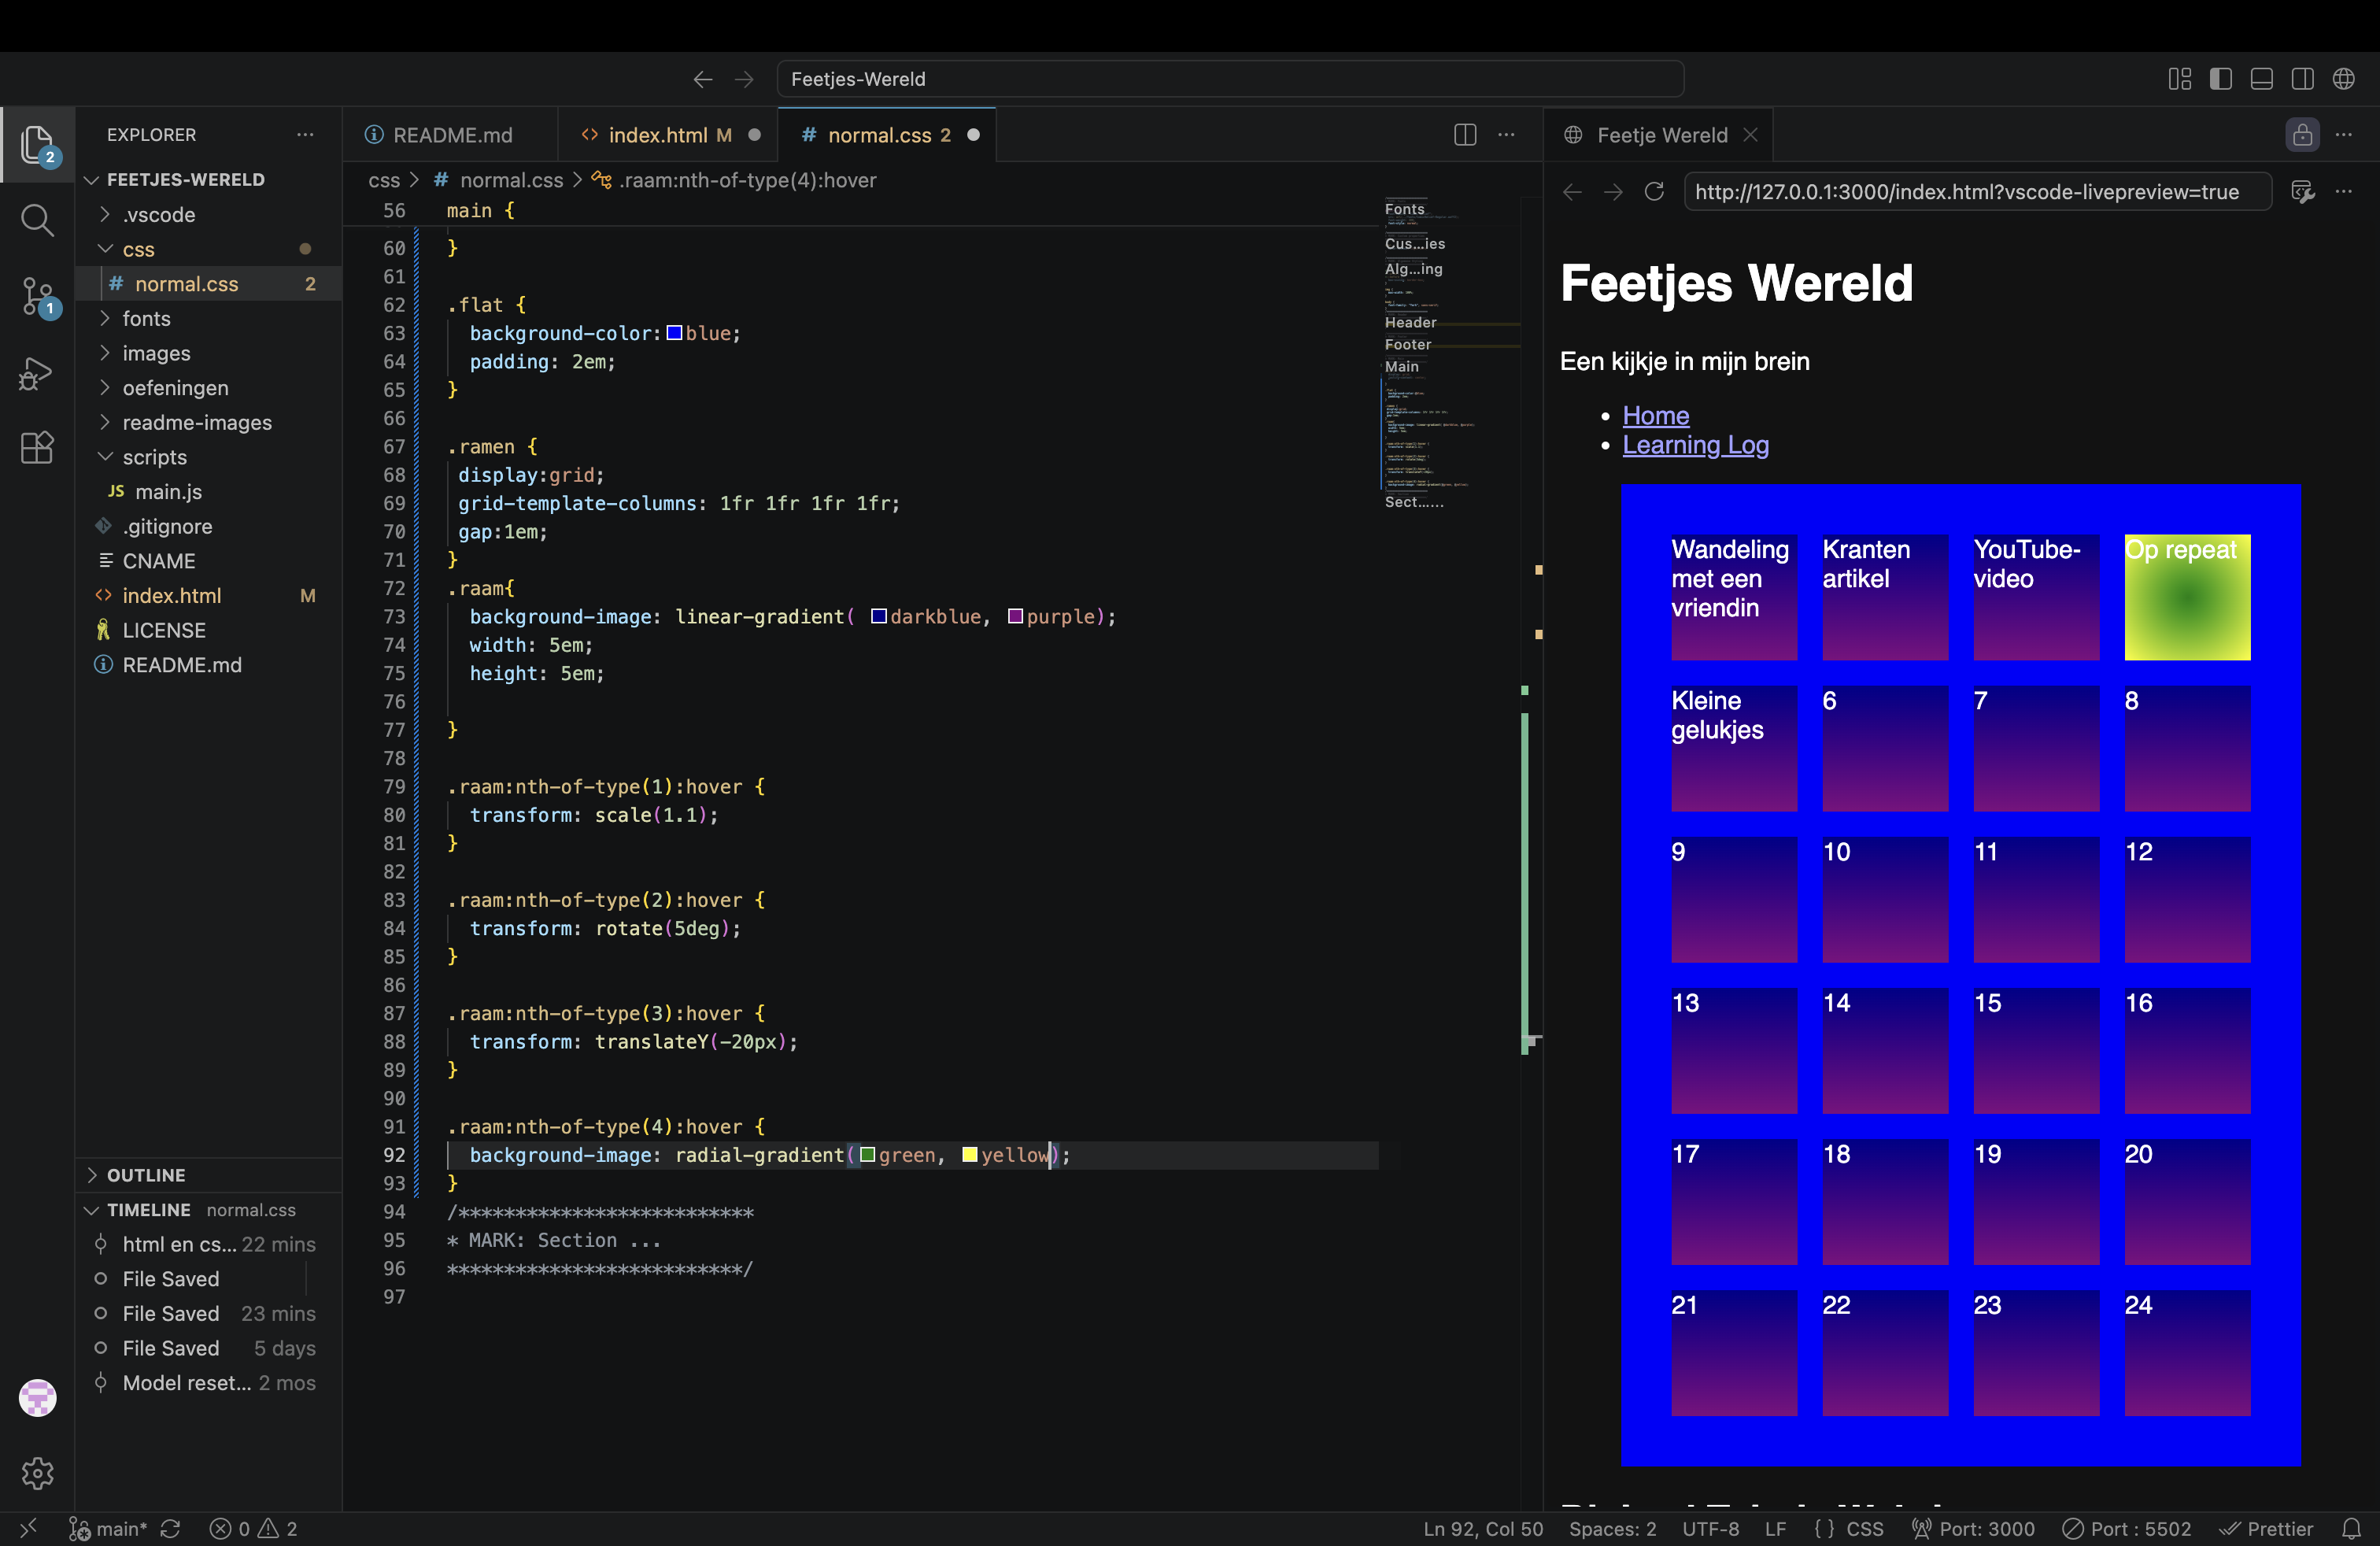 Feetjes-Wereld
EXPLORER
FEETJES-WERELD
.vscode
css
# normal.css 2
fonts
images
oefeningen
readme-images
scripts
JS main.js
.gitignore
CNAME
index.html M
LICENSE
README.md
OUTLINE
TIMELINE normal.css
html en cs... 22 mins
File Saved
File Saved 23 mins
File Saved 5 days
Model reset... 2 mos
2
1
README.md
index.html M
# normal.css 2
css > # normal.css > .raam:nth-of-type(4):hover
56 main {
60 }
61
62 .flat {
63 background-color: blue;
64 padding: 2em;
65 }
66
67 .ramen {
68 display:grid;
69 grid-template-columns: 1fr 1fr 1fr 1fr;
70 gap:1em;
71 }
72 .raam{
73 background-image: linear-gradient( darkblue, purple);
74 width: 5em;
75 height: 5em;
76
77 }
78
79 .raam:nth-of-type(1):hover {
80 transform: scale(1.1);
81 }
82
83 .raam:nth-of-type(2):hover {
84 transform: rotate(5deg);
85 }
86
87 .raam:nth-of-type(3):hover {
88 transform: translateY(-20px);
89 }
90
91 .raam:nth-of-type(4):hover {
92 background-image: radial-gradient(green, yellow);
93 }
94 /**************************
95 * MARK: Section ...
96 **************************/
97
Fonts
Cus...ies
Alg...ing
Header
Footer
Main
Sect......
Feetje Wereld
http://127.0.0.1:3000/index.html?vscode-livepreview=true
Feetjes Wereld
Een kijkje in mijn brein
• Home
• Learning Log
Wandeling
met een
vriendin
Kranten
artikel
YouTube-
video
Op repeat
Kleine
gelukjes
6
7
8
9
10
11
12
13
14
15
16
17
18
19
20
21
22
23
24
main* 0 2
Ln 92, Col 50 Spaces: 2 UTF-8 LF { } CSS Port: 3000 Port : 5502 Prettier